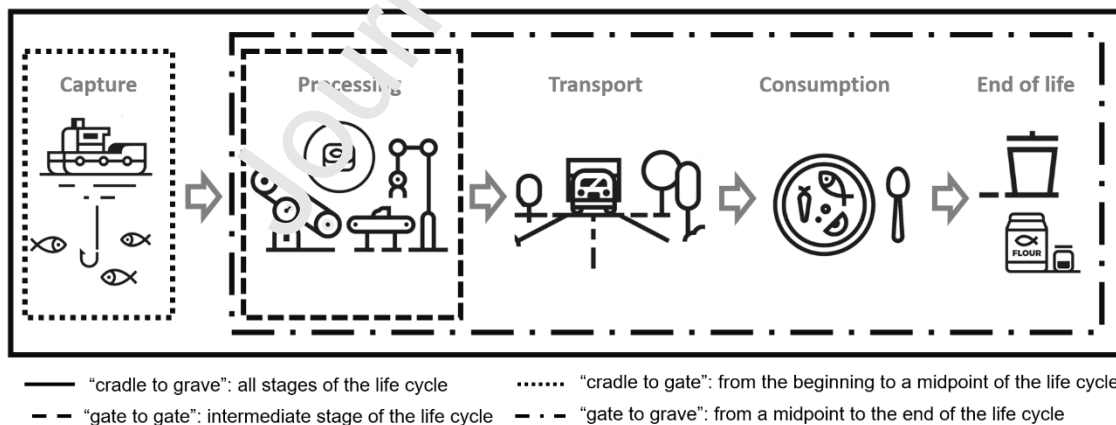 Capture
Processing
Transport
Consumption
End of life
FLOUR
"cradle to grave": all stages of the life cycle
"cradle to gate": from the beginning to a midpoint of the life cycle
"gate to gate": intermediate stage of the life cycle
"gate to grave": from a midpoint to the end of the life cycle